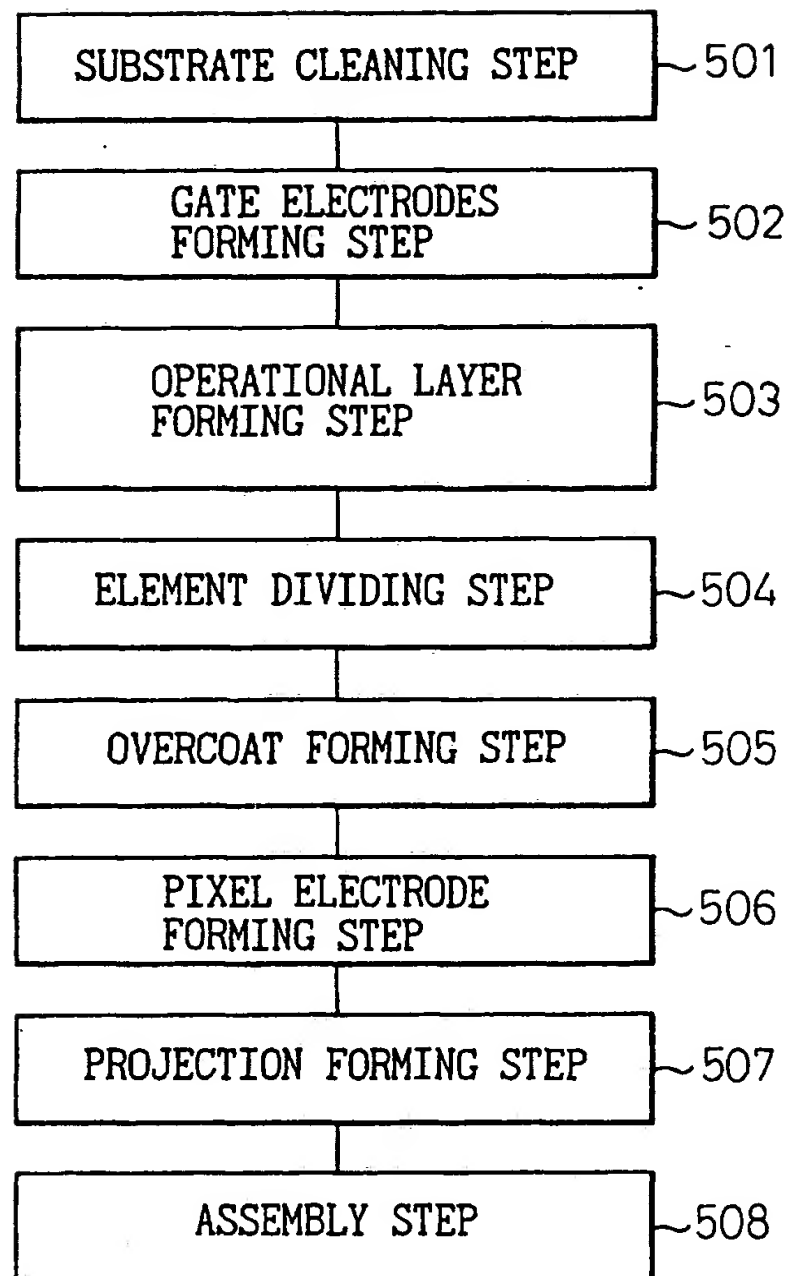 SUBSTRATE CLEANING STEP 501
GATE ELECTRODES 502
FORMING STEP
OPERATIONAL LAYER 503
FORMING STEP
ELEMENT DIVIDING STEP 504
OVERCOAT FORMING STEP 505
PIXEL ELECTRODE 506
FORMING STEP
PROJECTION FORMING STEP 507
ASSEMBLY STEP 508